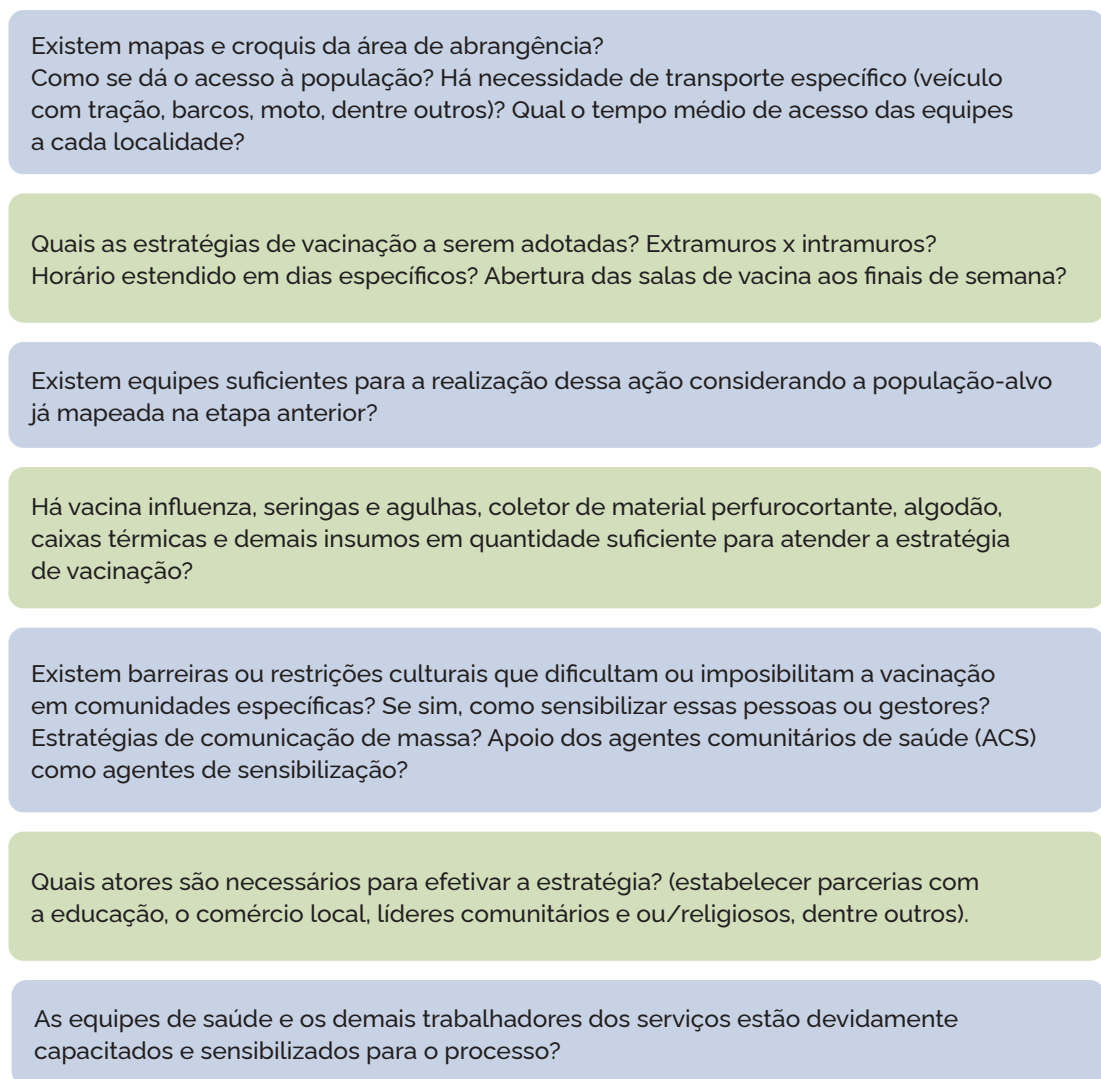 Existem mapas e croquis da área de abrangência?
Como se dá o acesso à população? Há necessidade de transporte específico (veículo
com tração, barcos, moto, dentre outros)? Qual o tempo médio de acesso das equipes
a cada localidade?
Quais as estratégias de vacinação a serem adotadas? Extramuros x intramuros?
Horário estendido em dias específicos? Abertura das salas de vacina aos finais de semana?
Existem equipes suficientes para a realização dessa ação considerando a população-alvo
já mapeada na etapa anterior?
Há vacina influenza, seringas e agulhas, coletor de material perfurocortante, algodão,
caixas térmicas e demais insumos em quantidade suficiente para atender a estratégia
de vacinação?
Existem barreiras ou restrições culturais que dificultam ou imposibilitam a vacinação
em comunidades específicas? Se sim, como sensibilizar essas pessoas ou gestores?
Estratégias de comunicação de massa? Apoio dos agentes comunitários de saúde (ACS)
como agentes de sensibilização?
Quais atores são necessários para efetivar a estratégia? (estabelecer parcerias com
a educação, o comércio local, líderes comunitários e ou/religiosos, dentre outros).
As equipes de saúde e os demais trabalhadores dos serviços estão devidamente
capacitados e sensibilizados para o processo?